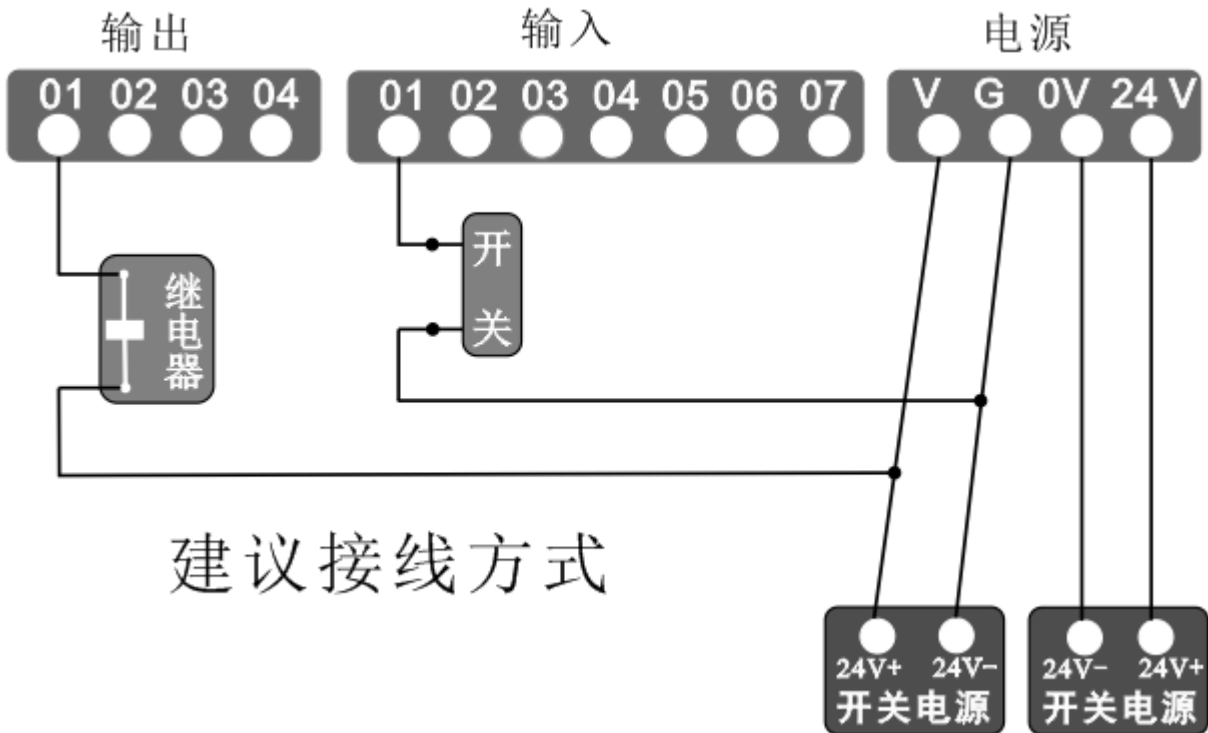 输出 输入 电源
01 02 03 04 01 02 03 04 05 06 07 V G 0V 24 V
开
关
继
电
器
建议接线方式
24V+ 24V- 24V- 24V+
开关电源 开关电源